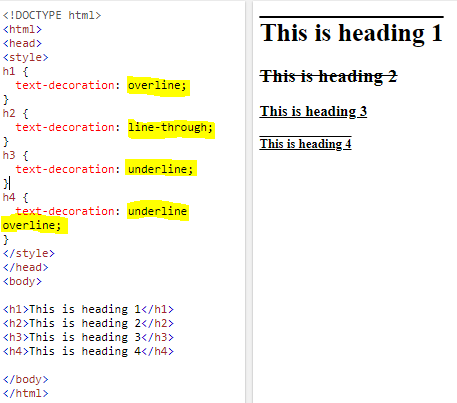 <!DOCTYPE html>
<html>
<head>
<style>
h1 {
  text-decoration: overline;
}
h2 {
  text-decoration: line-through;
}
h3 {
  text-decoration: underline;
}
h4 {
  text-decoration: underline
overline;
}
</style>
</head>
<body>

<h1>This is heading 1</h1>
<h2>This is heading 2</h2>
<h3>This is heading 3</h3>
<h4>This is heading 4</h4>

</body>
</html>
This is heading 1
This is heading 2
This is heading 3
This is heading 4